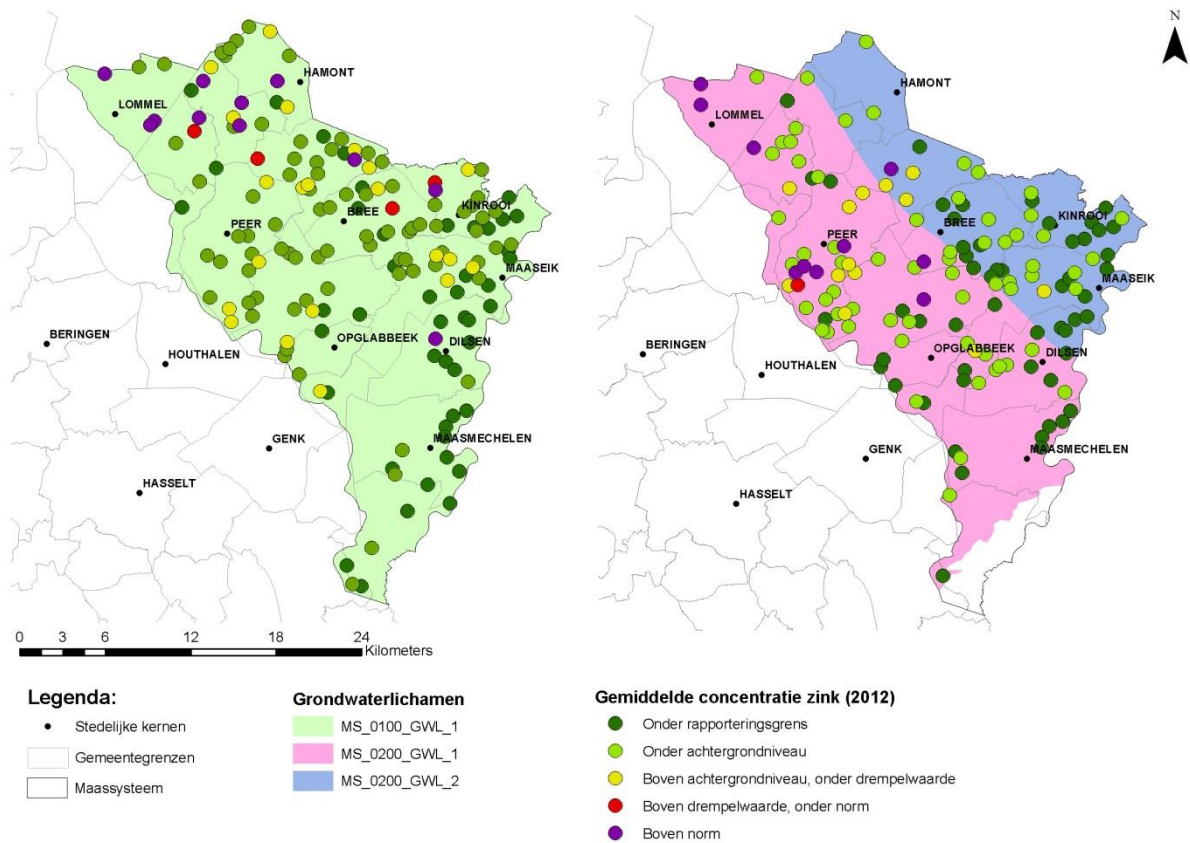 N
HAMONT
LOMMEL
BREE
KINROOI
PEER
MAASEIK
BERINGEN
HOUTHALEN
OPGLABBEEK
DILSEN
GENK
MAASMECHELEN
HASSELT
HAMONT
LOMMEL
BREE
KINROOI
PEER
MAASEIK
BERINGEN
HOUTHALEN
OPGLABBEEK
DILSEN
GENK
MAASMECHELEN
HASSELT
0 3 6 12 18 24
Kilometers
Legenda:
Stedelijke kernen
Gemeentegrenzen
Maassysteem
Grondwaterlichamen
MS_0100_GWL_1
MS_0200_GWL_1
MS_0200_GWL_2
Gemiddelde concentratie zink (2012)
Onder rapporteringsgrens
Onder achtergrondniveau
Boven achtergrondniveau, onder drempelwaarde
Boven drempelwaarde, onder norm
Boven norm